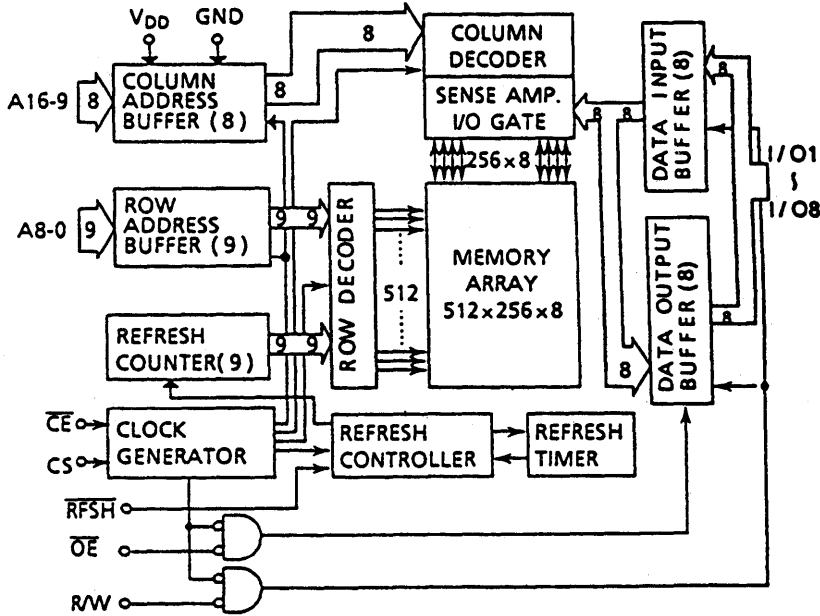 VDD GND
A16-9 8 COLUMN ADDRESS BUFFER (8)
8
8
COLUMN DECODER
SENSE AMP. I/O GATE
256x8
8 8
DATA INPUT BUFFER (8)
8
I/O1
~
I/O8
A8-0 9 ROW ADDRESS BUFFER (9)
9 9
ROW DECODER
512
MEMORY ARRAY 512x256x8
DATA OUTPUT BUFFER (8)
8
8
REFRESH COUNTER(9)
9 9
CE
CS
CLOCK GENERATOR
REFRESH CONTROLLER
REFRESH TIMER
RFSH
OE
R/W